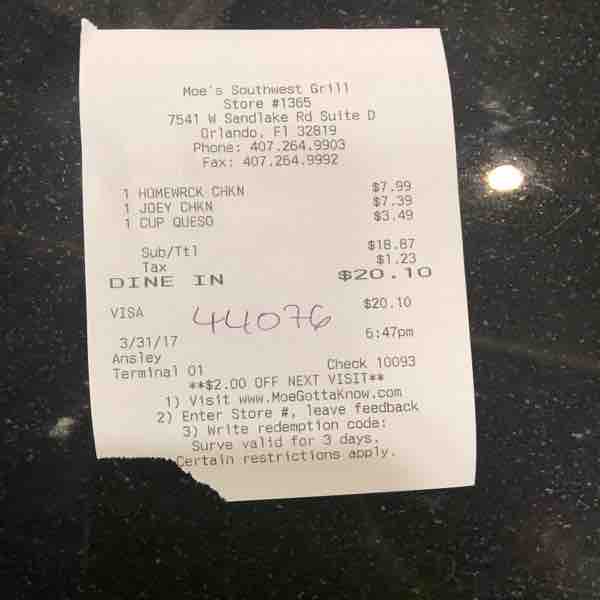 Moe's Southwest Grill
Store #1365
7541 W Sandlake Rd Suite D
Orlando, Fl 32819
Phone: 407.264.9903
Fax: 407.264.9992
1 HOMEWRCK CHKN $7.99
1 JOEY CHKN $7.39
1 CUP QUESO $3.49
Sub/Ttl $18.87
Tax $1.23
DINE IN $20.10
VISA $20.10
44076
3/31/17 6:47pm
Ansley
Terminal 01 Check 10093
**$2.00 OFF NEXT VISIT**
1) Visit www.MoeGottaKnow.com
2) Enter Store #, leave feedback
3) Write redemption code:
Surve valid for 3 days.
Certain restrictions apply.